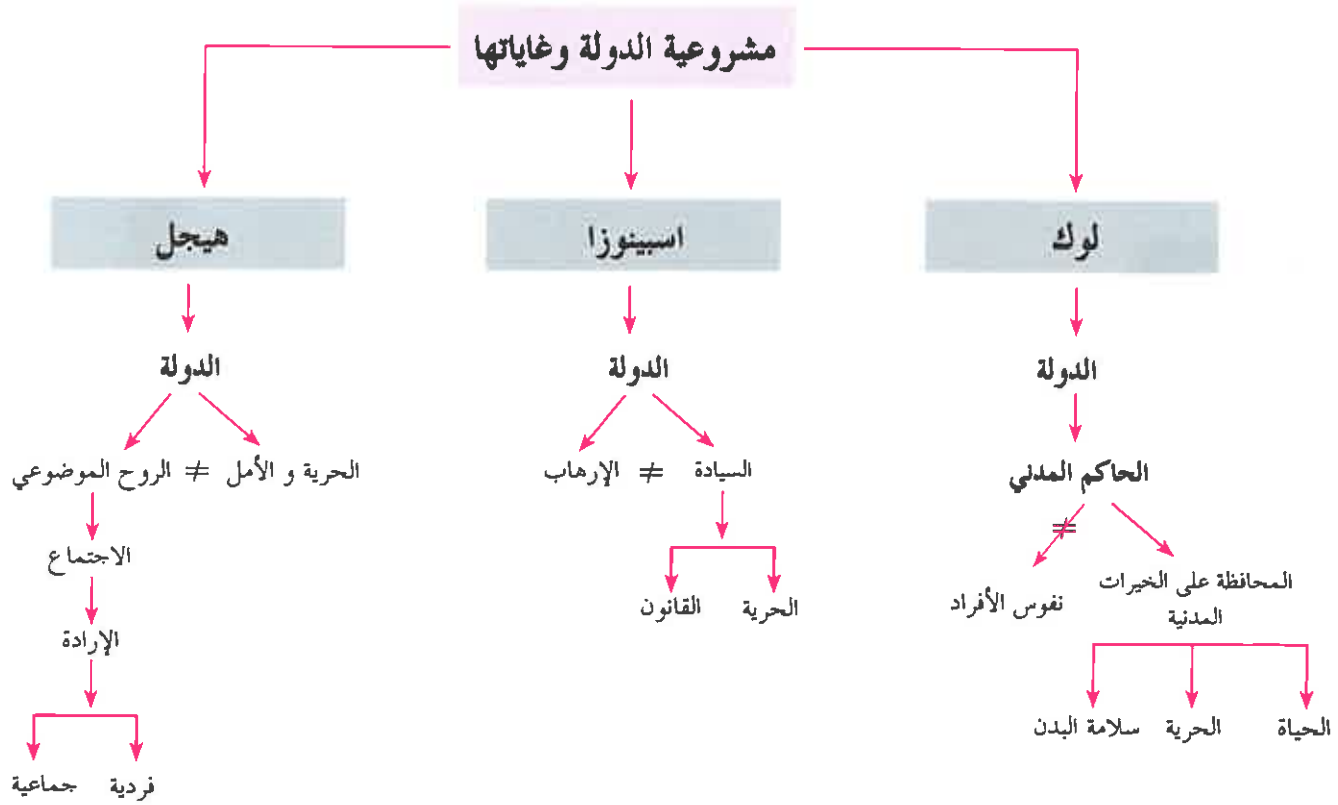 مشروعية الدولة وغاياتها
لوك
اسبينوزا
هيجل
الدولة
الدولة
الدولة
الحاكم المدني
السيادة ≠ الإرهاب
الحرية و الأمل ≠ الروح الموضوعي
≠
المحافظة على الخيرات
المدنية
نفوس الأفراد
الحرية
القانون
الاجتماع
الإرادة
الحياة
الحرية
سلامة البدن
فردية
جماعية